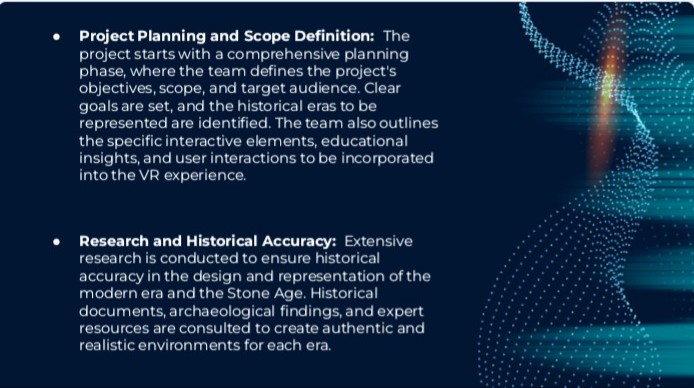 ● Project Planning and Scope Definition: The
project starts with a comprehensive planning
phase, where the team defines the project's
objectives, scope, and target audience. Clear
goals are set, and the historical eras to be
represented are identified. The team also outlines
the specific interactive elements, educational
insights, and user interactions to be incorporated
into the VR experience.
● Research and Historical Accuracy: Extensive
research is conducted to ensure historical
accuracy in the design and representation of the
modern era and the Stone Age. Historical
documents, archaeological findings, and expert
resources are consulted to create authentic and
realistic environments for each era.